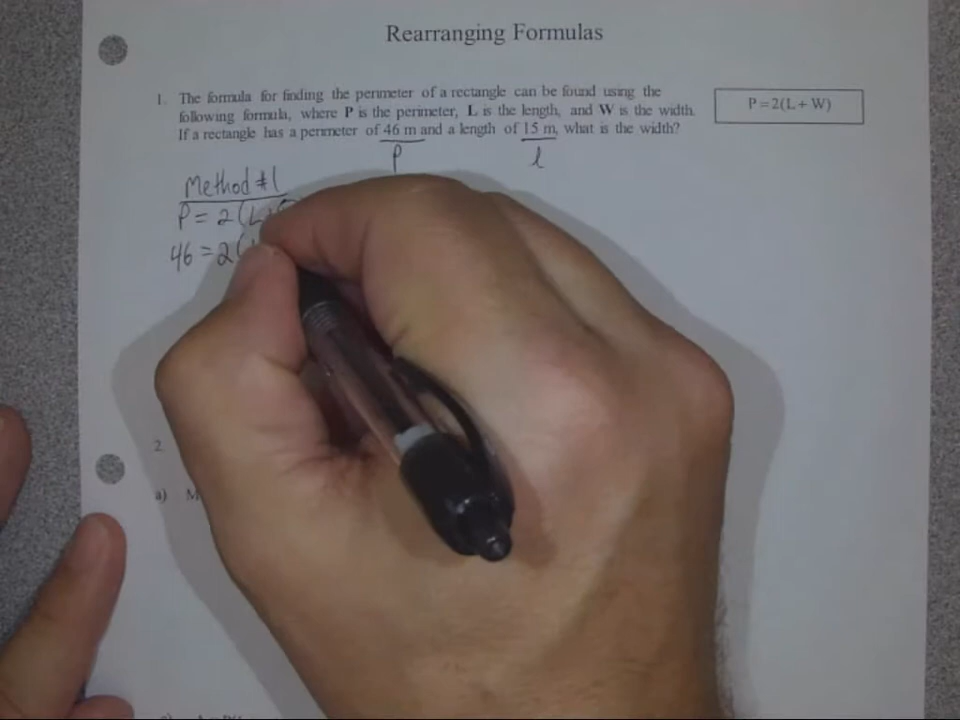 Rearranging Formulas
1. The formula for finding the perimeter of a rectangle can be found using the
following formula, where P is the perimeter, L is the length, and W is the width.
If a rectangle has a perimeter of 46 m and a length of 15 m, what is the width?
P = 2(L + W)
P l
Method #1
P = 2(L+
46 = 2(
2.
a) M